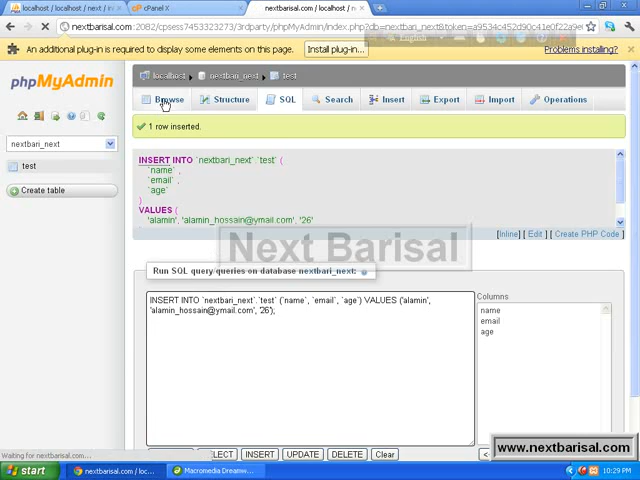 localhost / localhost / next / in
cPanel X
nextbarisal.com / localhost / n
nextbarisal.com:2082/cpsess7453323273/3rdparty/phpMyAdmin/index.php?db=nextbari_next&token=a9534c452d90c41e0f22a9e
An additional plug-in is required to display some elements on this page.
Install plug-in...
Problems installing?
English
phpMyAdmin
nextbari_next
test
Create table
localhost
nextbari_next
test
Browse
Structure
SQL
Search
Insert
Export
Import
Operations
1 row inserted.
INSERT INTO `nextbari_next`.`test` (
`name` ,
`email` ,
`age`
)
VALUES (
'alamin', 'alamin_hossain@ymail.com', '26'
[Inline] [ Edit ] [ Create PHP Code ]
Next Barisal
Run SQL query/queries on database nextbari_next:
INSERT INTO `nextbari_next`.`test` (`name`, `email`, `age`) VALUES ('alamin',
'alamin_hossain@ymail.com', '26');
Columns
name
email
age
LECT
INSERT
UPDATE
DELETE
Clear
<
Waiting for nextbarisal.com...
www.nextbarisal.com
start
nextbarisal.com / loc...
Macromedia Dreamw...
10:29 PM